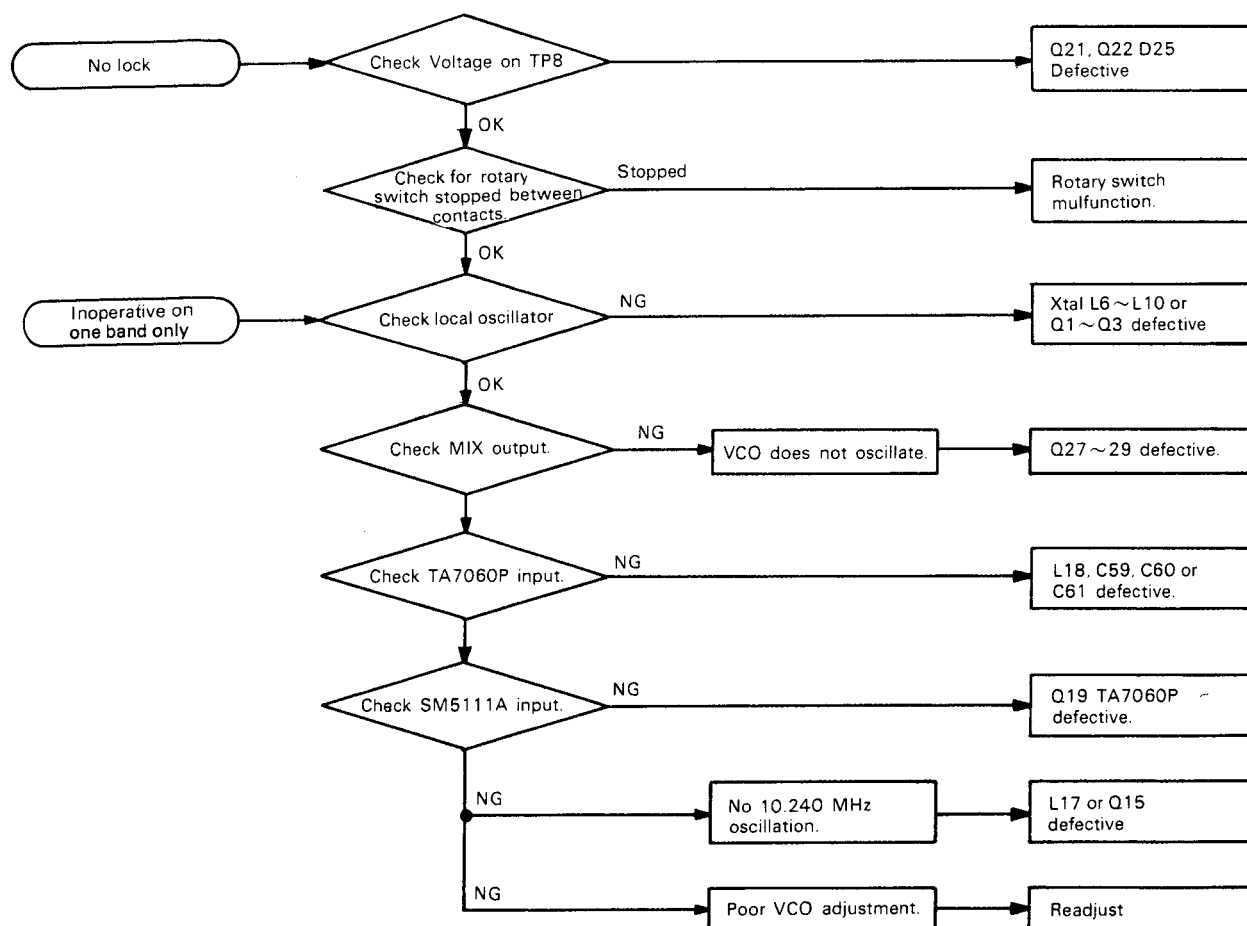 No lock
Check Voltage on TP8
Q21, Q22 D25
Defective
OK
Check for rotary
switch stopped between
contacts.
Stopped
Rotary switch
mulfunction.
OK
Inoperative on
one band only
Check local oscillator
NG
Xtal L6~L10 or
Q1~Q3 defective
OK
Check MIX output.
NG
VCO does not oscillate.
Q27~29 defective.
Check TA7060P input.
NG
L18, C59, C60 or
C61 defective.
Check SM5111A input.
NG
Q19 TA7060P
defective.
NG
No 10.240 MHz
oscillation.
L17 or Q15
defective
NG
Poor VCO adjustment.
Readjust